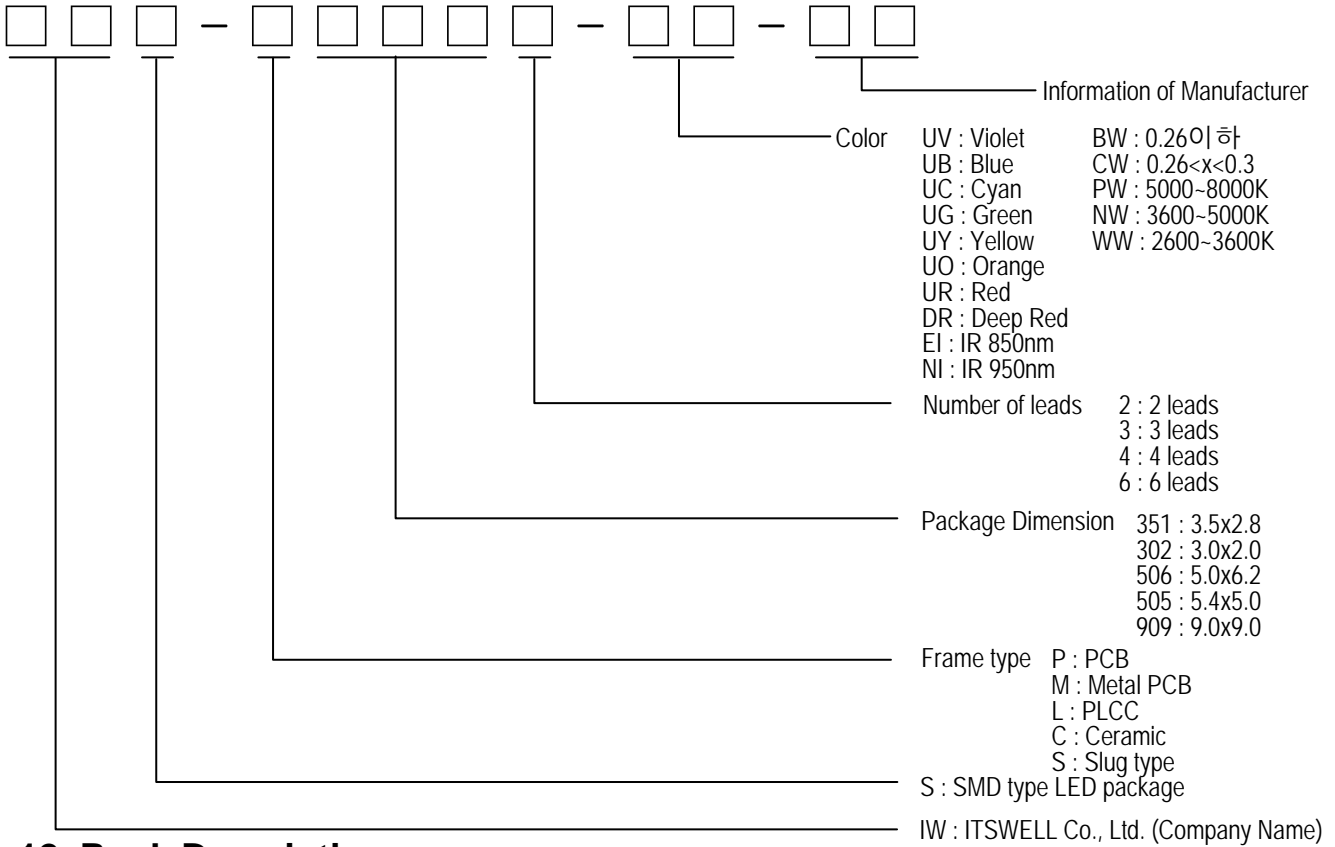 Information of Manufacturer
Color UV : Violet BW : 0.26이하
UB : Blue CW : 0.26<x<0.3
UC : Cyan PW : 5000~8000K
UG : Green NW : 3600~5000K
UY : Yellow WW : 2600~3600K
UO : Orange
UR : Red
DR : Deep Red
EI : IR 850nm
NI : IR 950nm
Number of leads 2 : 2 leads
3 : 3 leads
4 : 4 leads
6 : 6 leads
Package Dimension 351 : 3.5x2.8
302 : 3.0x2.0
506 : 5.0x6.2
505 : 5.4x5.0
909 : 9.0x9.0
Frame type P : PCB
M : Metal PCB
L : PLCC
C : Ceramic
S : Slug type
S : SMD type LED package
IW : ITSWELL Co., Ltd. (Company Name)